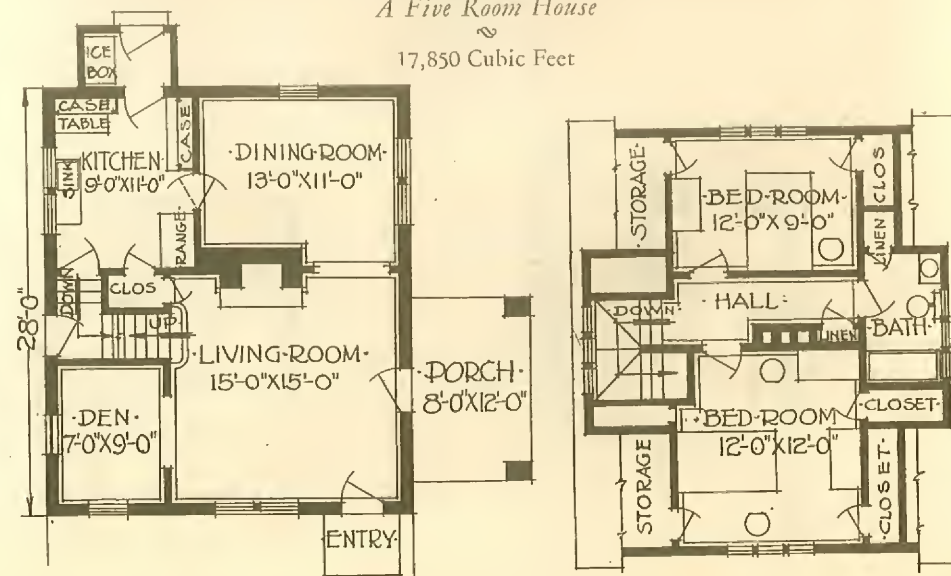 A Five Room House
17,850 Cubic Feet
ICE
BOX
CASE
TABLE
CASE
SINK
KITCHEN
9'-0"X11'-0"
·DINING·ROOM·
13'-0"X11'-0"
RANGE
DOWN
CLOS
UP
28'-0"
·LIVING·ROOM·
15'-0"X15'-0"
·PORCH·
8'-0"X12'-0"
·DEN·
7'-0"X9'-0"
·ENTRY·
·STORAGE·
·BED·ROOM·
12'-0"X9'-0"
CLOS
LINEN
DOWN
·HALL·
LINEN
·BATH·
·BED·ROOM
12'-0"X12'-0"
·CLOSET·
STORAGE
·CLOSET·